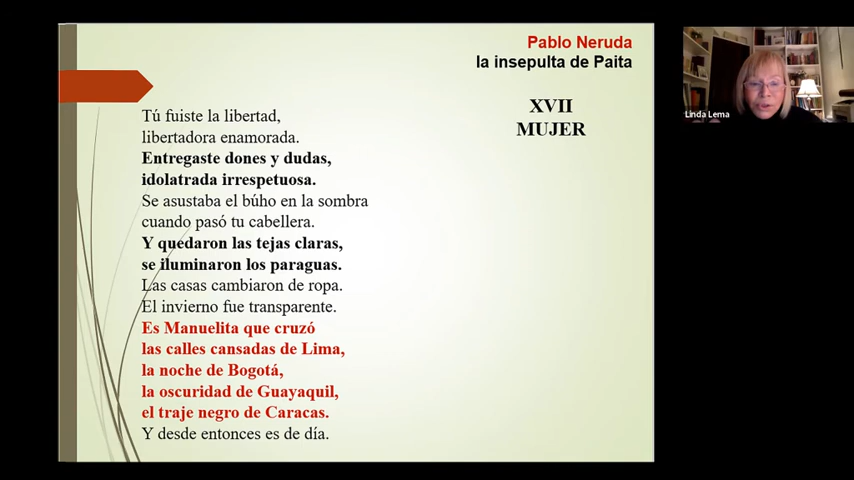 Pablo Neruda
la insepulta de Paita
XVII
MUJER
Tú fuiste la libertad,
libertadora enamorada.
Entregaste dones y dudas,
idolatrada irrespetuosa.
Se asustaba el búho en la sombra
cuando pasó tu cabellera.
Y quedaron las tejas claras,
se iluminaron los paraguas.
Las casas cambiaron de ropa.
El invierno fue transparente.
Es Manuelita que cruzó
las calles cansadas de Lima,
la noche de Bogotá,
la oscuridad de Guayaquil,
el traje negro de Caracas.
Y desde entonces es de día.
Linda Lema